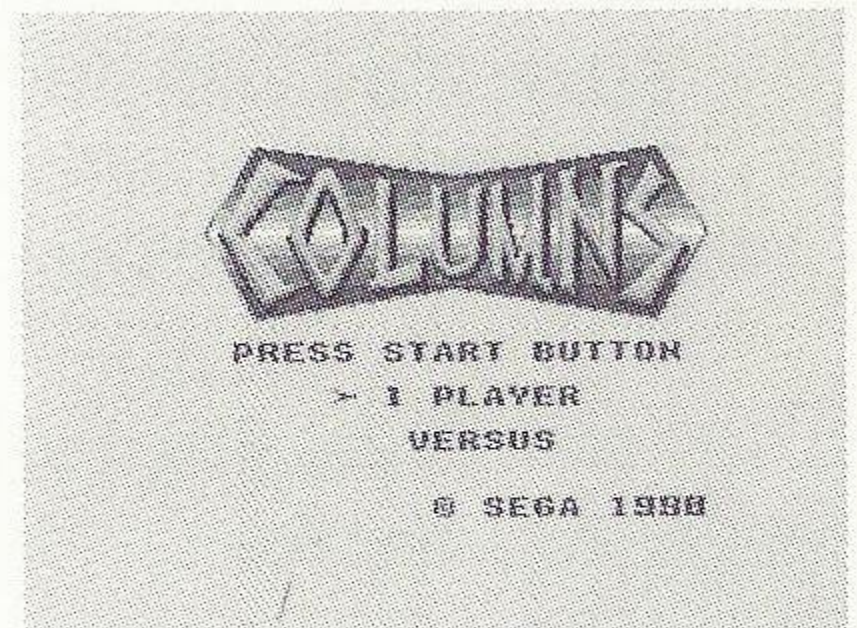 COLUMNS
PRESS START BUTTON
> 1 PLAYER
VERSUS
© SEGA 1990